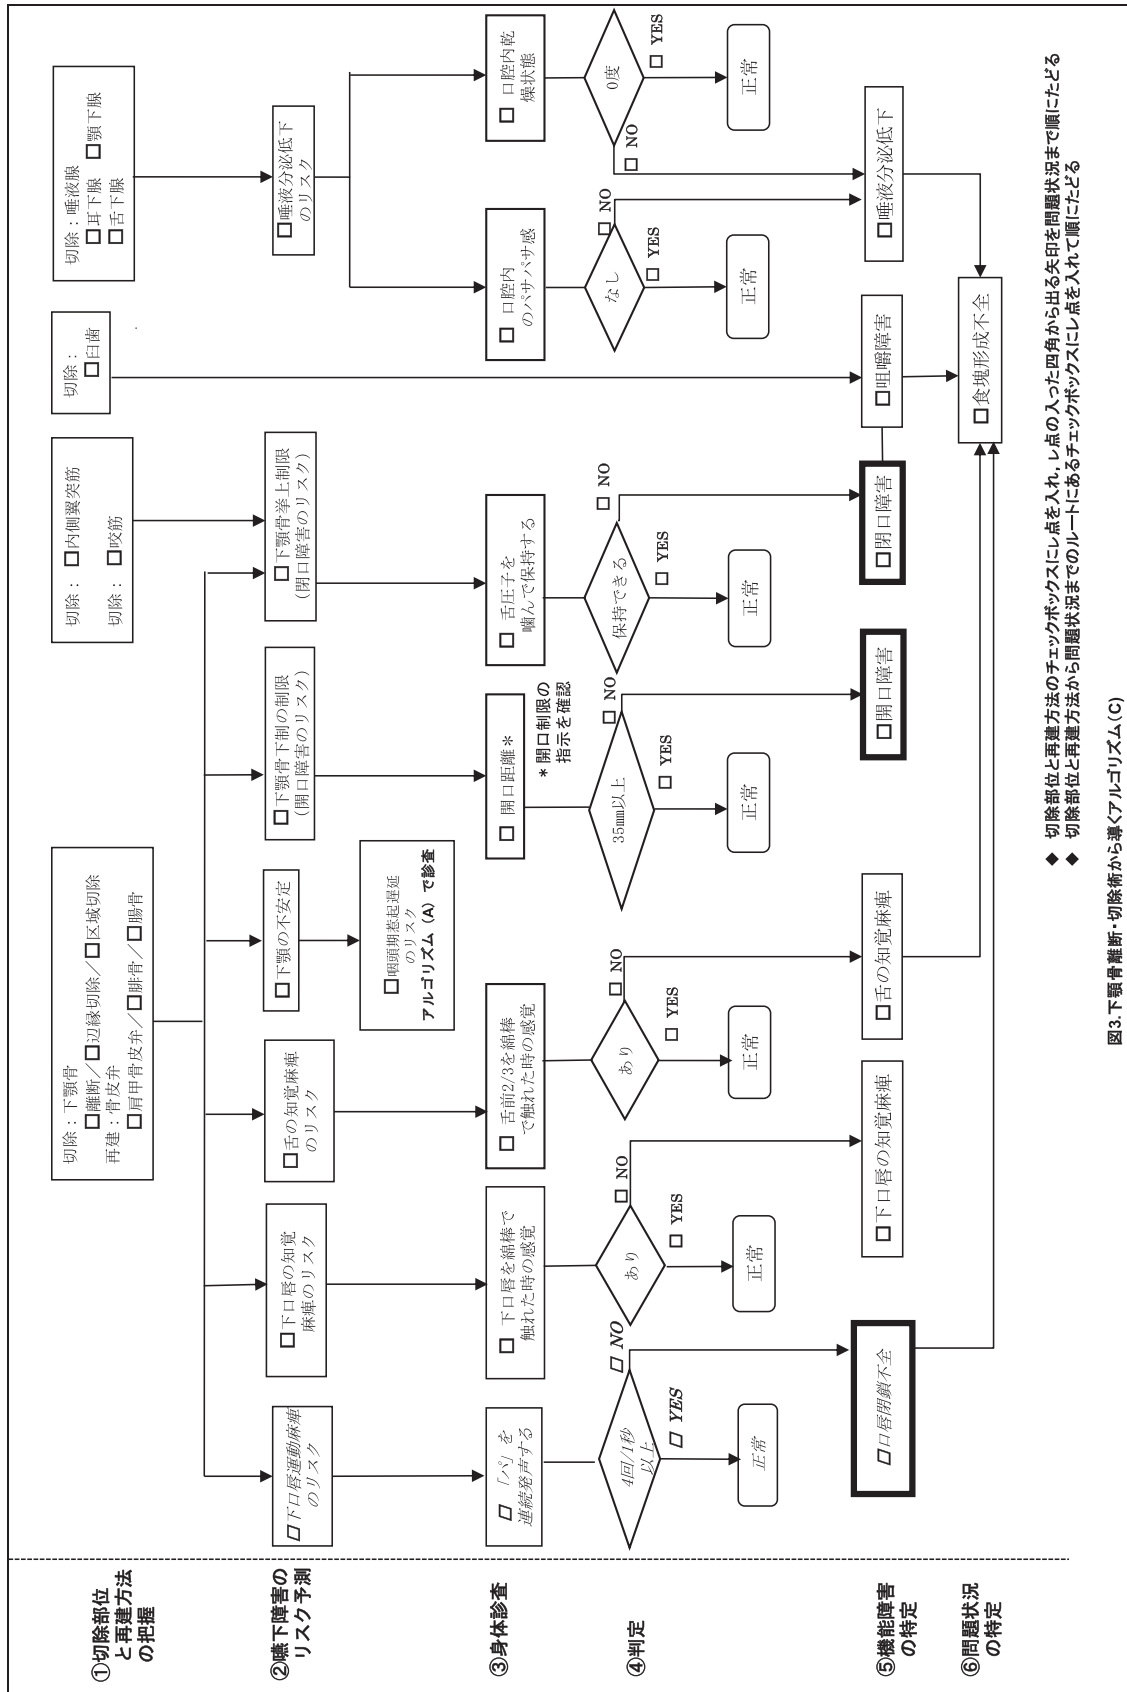 ①切除部位
と再建方法
の把握
切除：下顎骨
□離断／□辺縁切除／□区域切除
再建：骨皮弁
□肩甲骨皮弁／□腓骨／□腸骨
切除： □内側翼突筋
切除： □咬筋
切除：
□臼歯
切除：唾液腺
□耳下腺 □顎下腺
□舌下腺
②嚥下障害の
リスク予測
□下口唇運動麻痺
のリスク
□下口唇の知覚
麻痺のリスク
□舌の知覚麻痺
のリスク
□下顎の不安定
□咽頭期惹起遅延
のリスク
アルゴリズム（A）で診査
□下顎骨下制の制限
（開口障害のリスク）
□下顎骨挙上制限
（閉口障害のリスク）
□唾液分泌低下
のリスク
③身体診査
□ 「パ」を
連続発声する
□ 下口唇を綿棒で
触れた時の感覚
□ 舌前2/3を綿棒
で触れた時の感覚
□ 開口距離＊
＊開口制限の
指示を確認
□ 舌圧子を
噛んで保持する
□ 口腔内
のパサパサ感
□ 口腔内乾
燥状態
④判定
4回/1秒
以上
□ NO
□ YES
正常
あり
□ NO
□ YES
正常
あり
□ NO
□ YES
正常
35mm以上
□ NO
□ YES
正常
保持できる
□ NO
□ YES
正常
なし
□ NO
□ YES
正常
0度
□ NO
□ YES
正常
⑤機能障害
の特定
□口唇閉鎖不全
□下口唇の知覚麻痺
□舌の知覚麻痺
□開口障害
□閉口障害
□咀嚼障害
□唾液分泌低下
⑥問題状況
の特定
□食塊形成不全
◆ 切除部位と再建方法のチェックボックスにレ点を入れ，レ点の入った四角から出る矢印を問題状況まで順にたどる
◆ 切除部位と再建方法から問題状況までのルートにあるチェックボックスにレ点を入れて順にたどる
図3.下顎骨離断・切除術から導くアルゴリズム（C）